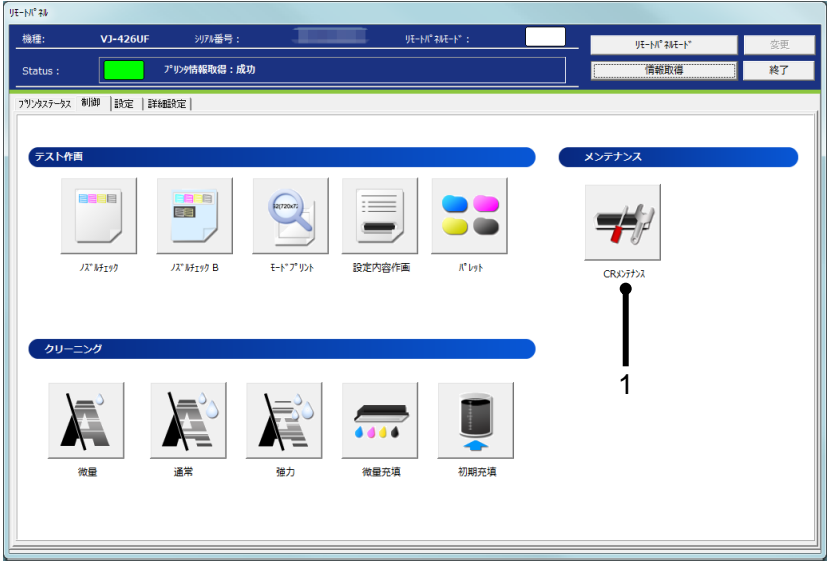 ﾘﾓｰﾄﾊﾟﾈﾙ
機種: VJ-426UF ｼﾘｱﾙ番号： ﾘﾓｰﾄﾊﾟﾈﾙﾓｰﾄﾞ： ﾘﾓｰﾄﾊﾟﾈﾙﾓｰﾄﾞ 変更
Status： ﾌﾟﾘﾝﾀ情報取得：成功 情報取得 終了
ﾌﾟﾘﾝﾀｽﾃｰﾀｽ 制御 設定 詳細設定
テスト作画 メンテナンス
ﾉｽﾞﾙﾁｪｯｸ ﾉｽﾞﾙﾁｪｯｸ B ﾓｰﾄﾞﾌﾟﾘﾝﾄ 設定内容作画 ﾊﾟﾚｯﾄ CRﾒﾝﾃﾅﾝｽ
1
クリーニング
微量 通常 強力 微量充填 初期充填